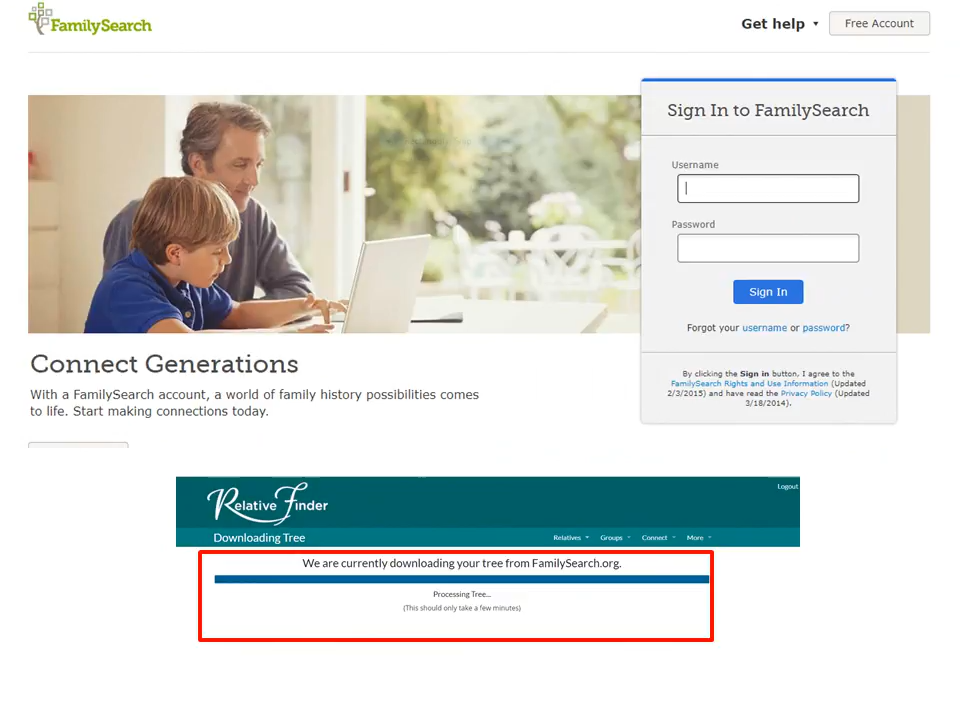 FamilySearch
Get help
Free Account
Sign In to FamilySearch
Username
Password
Sign In
Forgot your username or password?
By clicking the Sign in button, I agree to the
FamilySearch Rights and Use Information (Updated
2/3/2015) and have read the Privacy Policy (Updated
3/18/2014).
Connect Generations
With a FamilySearch account, a world of family history possibilities comes
to life. Start making connections today.
Relative Finder
Logout
Downloading Tree
Relatives Groups Connect More
We are currently downloading your tree from FamilySearch.org.
Processing Tree...
(This should only take a few minutes)